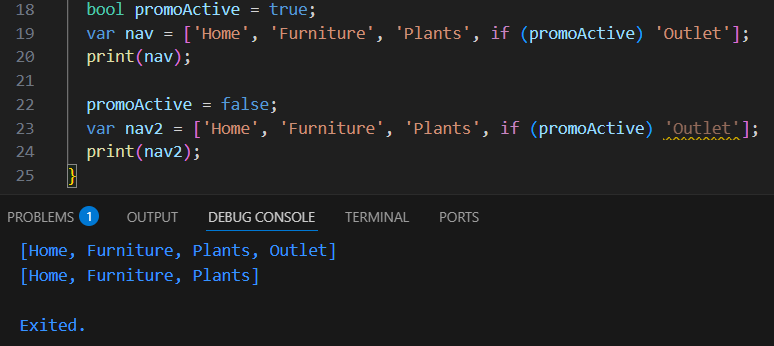 18 bool promoActive = true;
19 var nav = ['Home', 'Furniture', 'Plants', if (promoActive) 'Outlet'];
20 print(nav);
21
22 promoActive = false;
23 var nav2 = ['Home', 'Furniture', 'Plants', if (promoActive) 'Outlet'];
24 print(nav2);
25 }
PROBLEMS 1 OUTPUT DEBUG CONSOLE TERMINAL PORTS
[Home, Furniture, Plants, Outlet]
[Home, Furniture, Plants]
Exited.